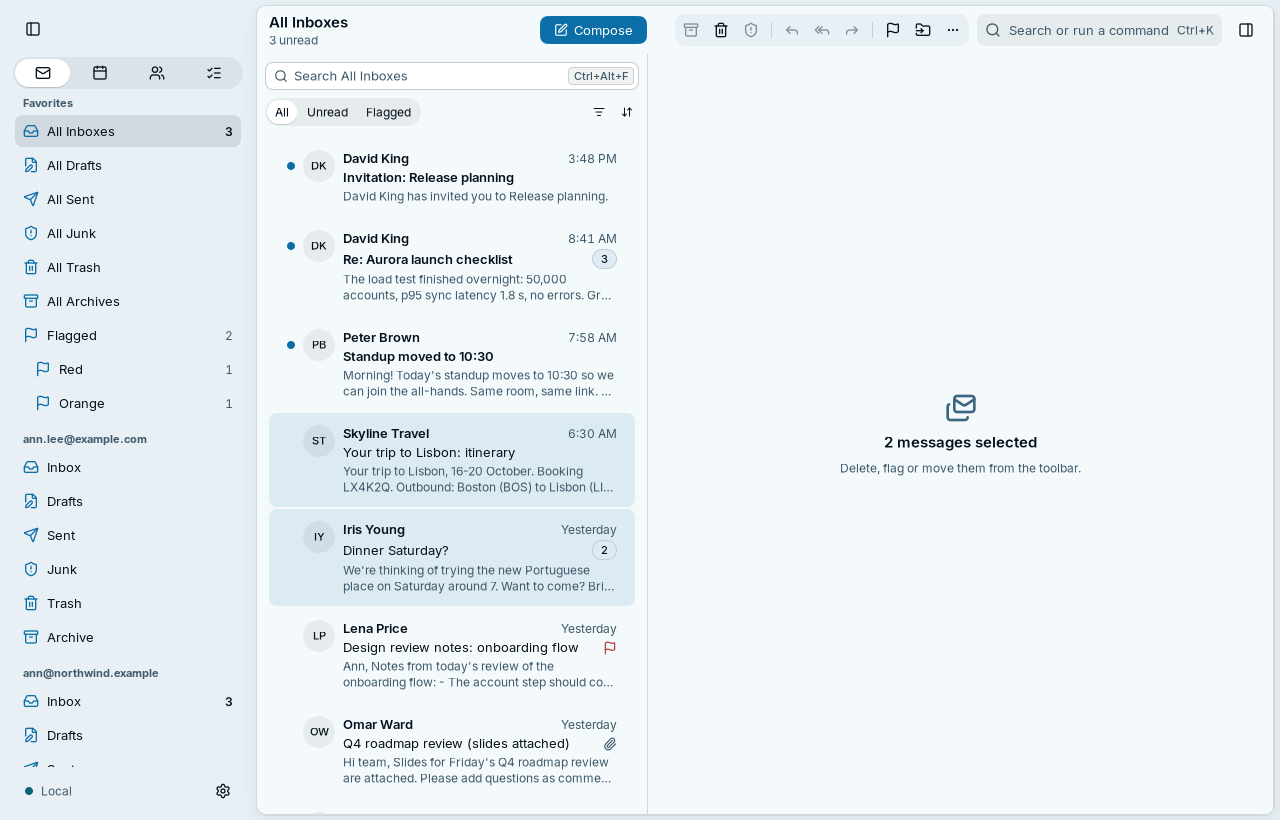 Favorites
All Inboxes 3
All Drafts
All Sent
All Junk
All Trash
All Archives
Flagged 2
Red 1
Orange 1
ann.lee@example.com
Inbox
Drafts
Sent
Junk
Trash
Archive
ann@northwind.example
Inbox 3
Drafts
Local
All Inboxes
3 unread
Compose
Search All Inboxes Ctrl+Alt+F
All Unread Flagged
DK David King 3:48 PM
Invitation: Release planning
David King has invited you to Release planning.
DK David King 8:41 AM
Re: Aurora launch checklist 3
The load test finished overnight: 50,000
accounts, p95 sync latency 1.8 s, no errors. Gr…
PB Peter Brown 7:58 AM
Standup moved to 10:30
Morning! Today's standup moves to 10:30 so we
can join the all-hands. Same room, same link. …
ST Skyline Travel 6:30 AM
Your trip to Lisbon: itinerary
Your trip to Lisbon, 16-20 October. Booking
LX4K2Q. Outbound: Boston (BOS) to Lisbon (LI…
IY Iris Young Yesterday
Dinner Saturday? 2
We're thinking of trying the new Portuguese
place on Saturday around 7. Want to come? Bri…
LP Lena Price Yesterday
Design review notes: onboarding flow
Ann, Notes from today's review of the
onboarding flow: - The account step should co…
OW Omar Ward Yesterday
Q4 roadmap review (slides attached)
Hi team, Slides for Friday's Q4 roadmap review
are attached. Please add questions as comme…
Search or run a command Ctrl+K
2 messages selected
Delete, flag or move them from the toolbar.